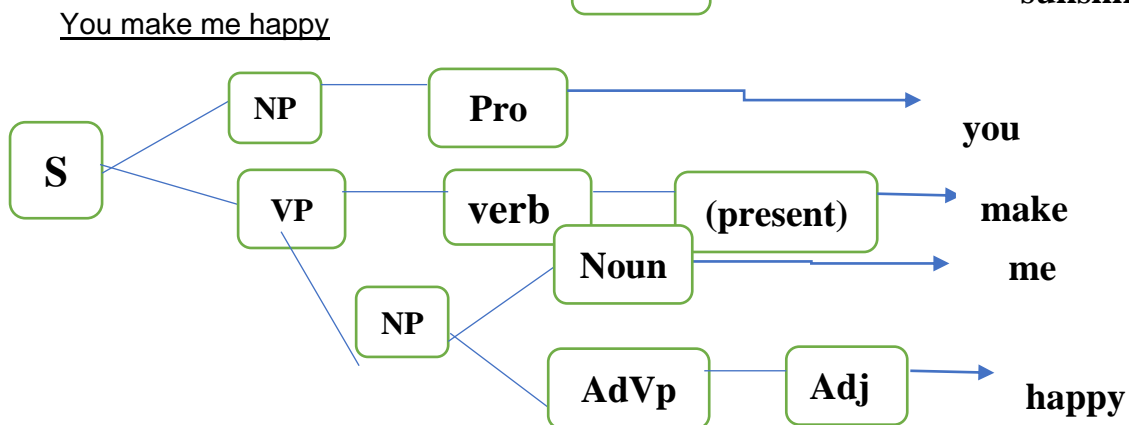 You make me happy
S
NP
Pro
you
VP
verb
(present)
make
Noun
me
NP
AdVp
Adj
happy